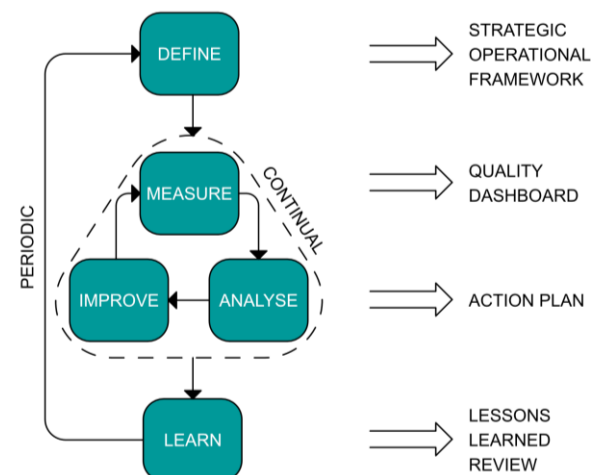 DEFINE
STRATEGIC
OPERATIONAL
FRAMEWORK
MEASURE
CONTINUAL
QUALITY
DASHBOARD
PERIODIC
IMPROVE
ANALYSE
ACTION PLAN
LEARN
LESSONS
LEARNED
REVIEW